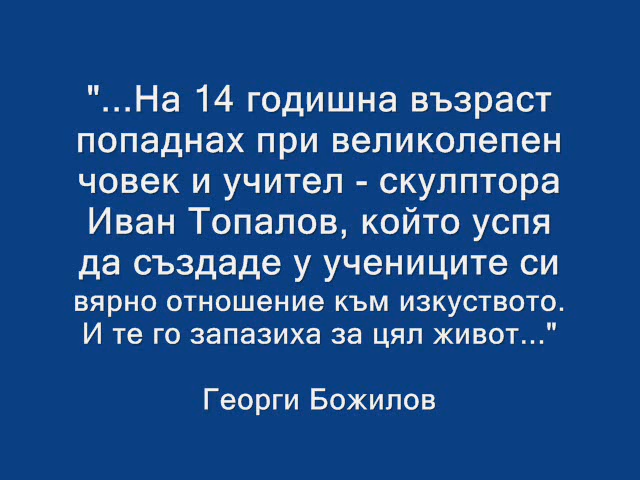 "...На 14 годишна възраст
попаднах при великолепен
човек и учител - скулптора
Иван Топалов, който успя
да създаде у учениците си
вярно отношение към изкуството.
И те го запазиха за цял живот..."
Георги Божилов